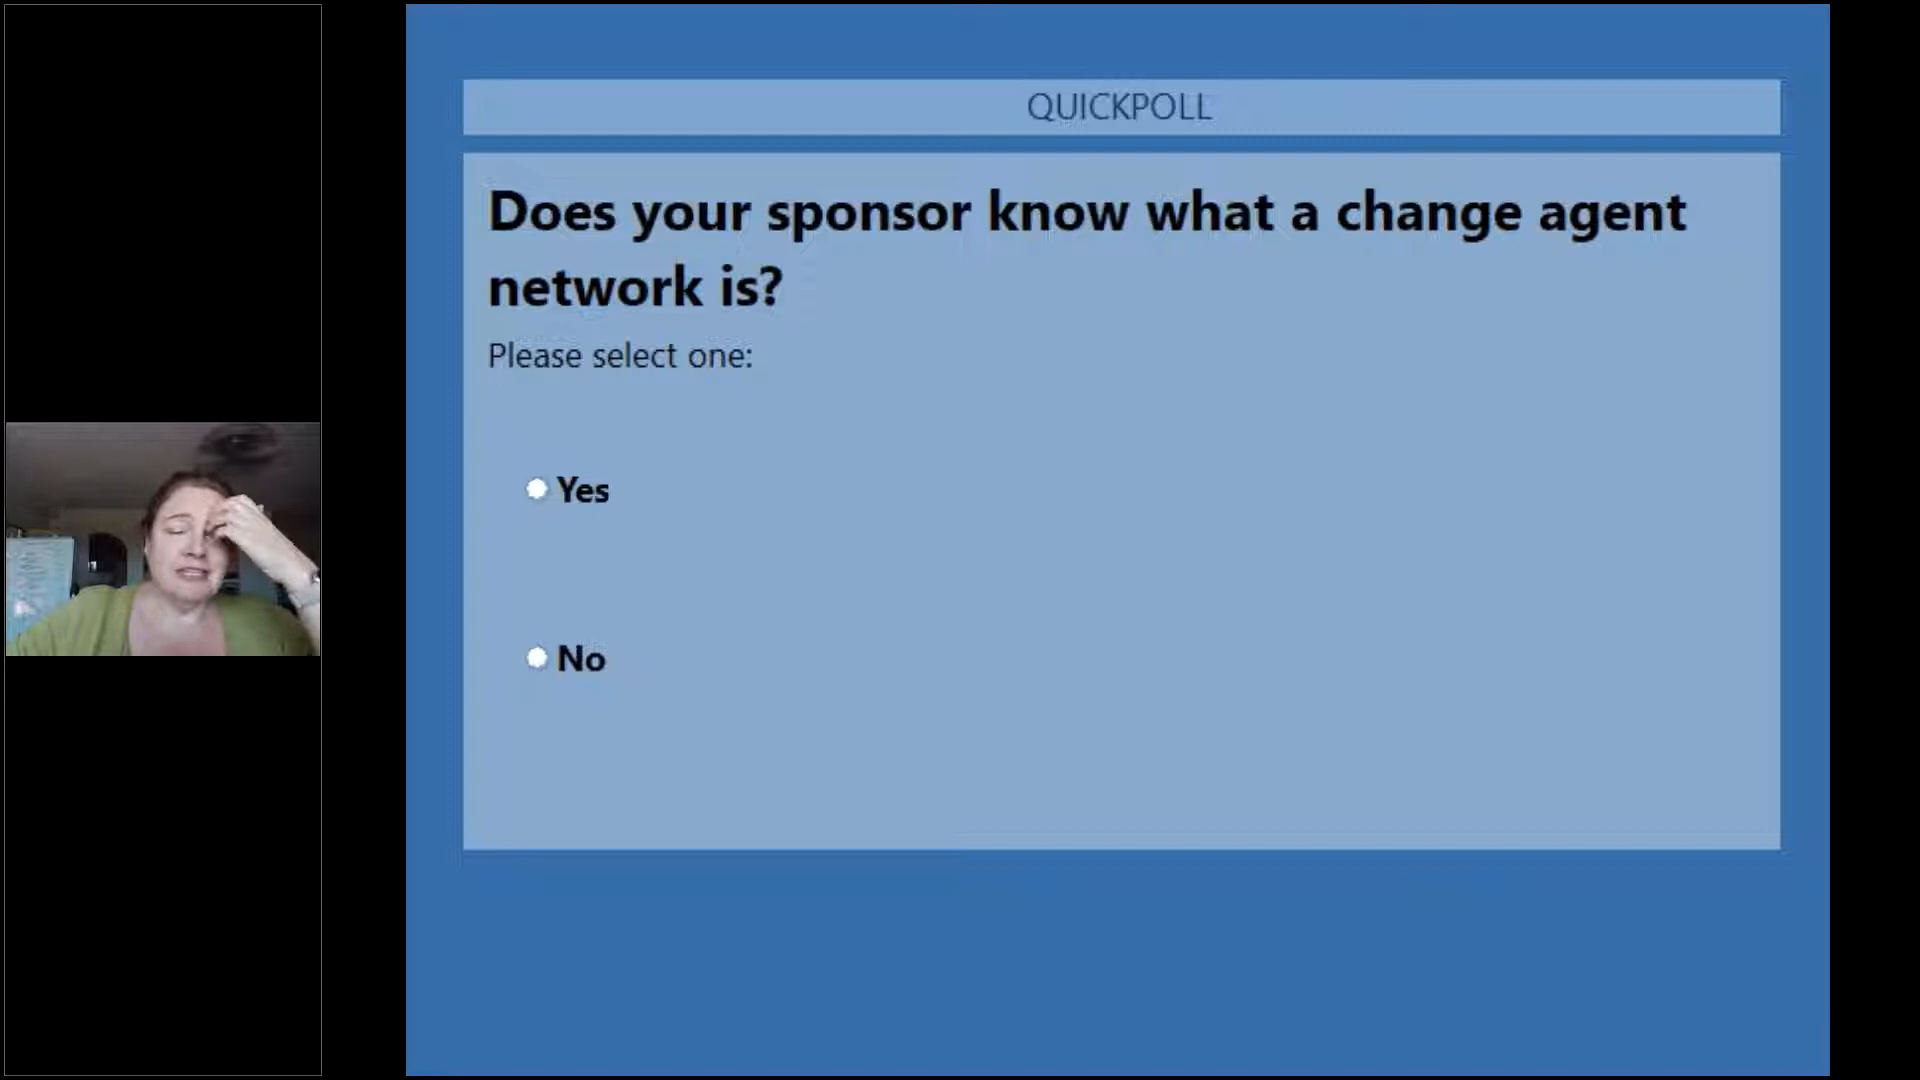 QUICKPOLL
Does your sponsor know what a change agent
network is?
Please select one:
Yes
No